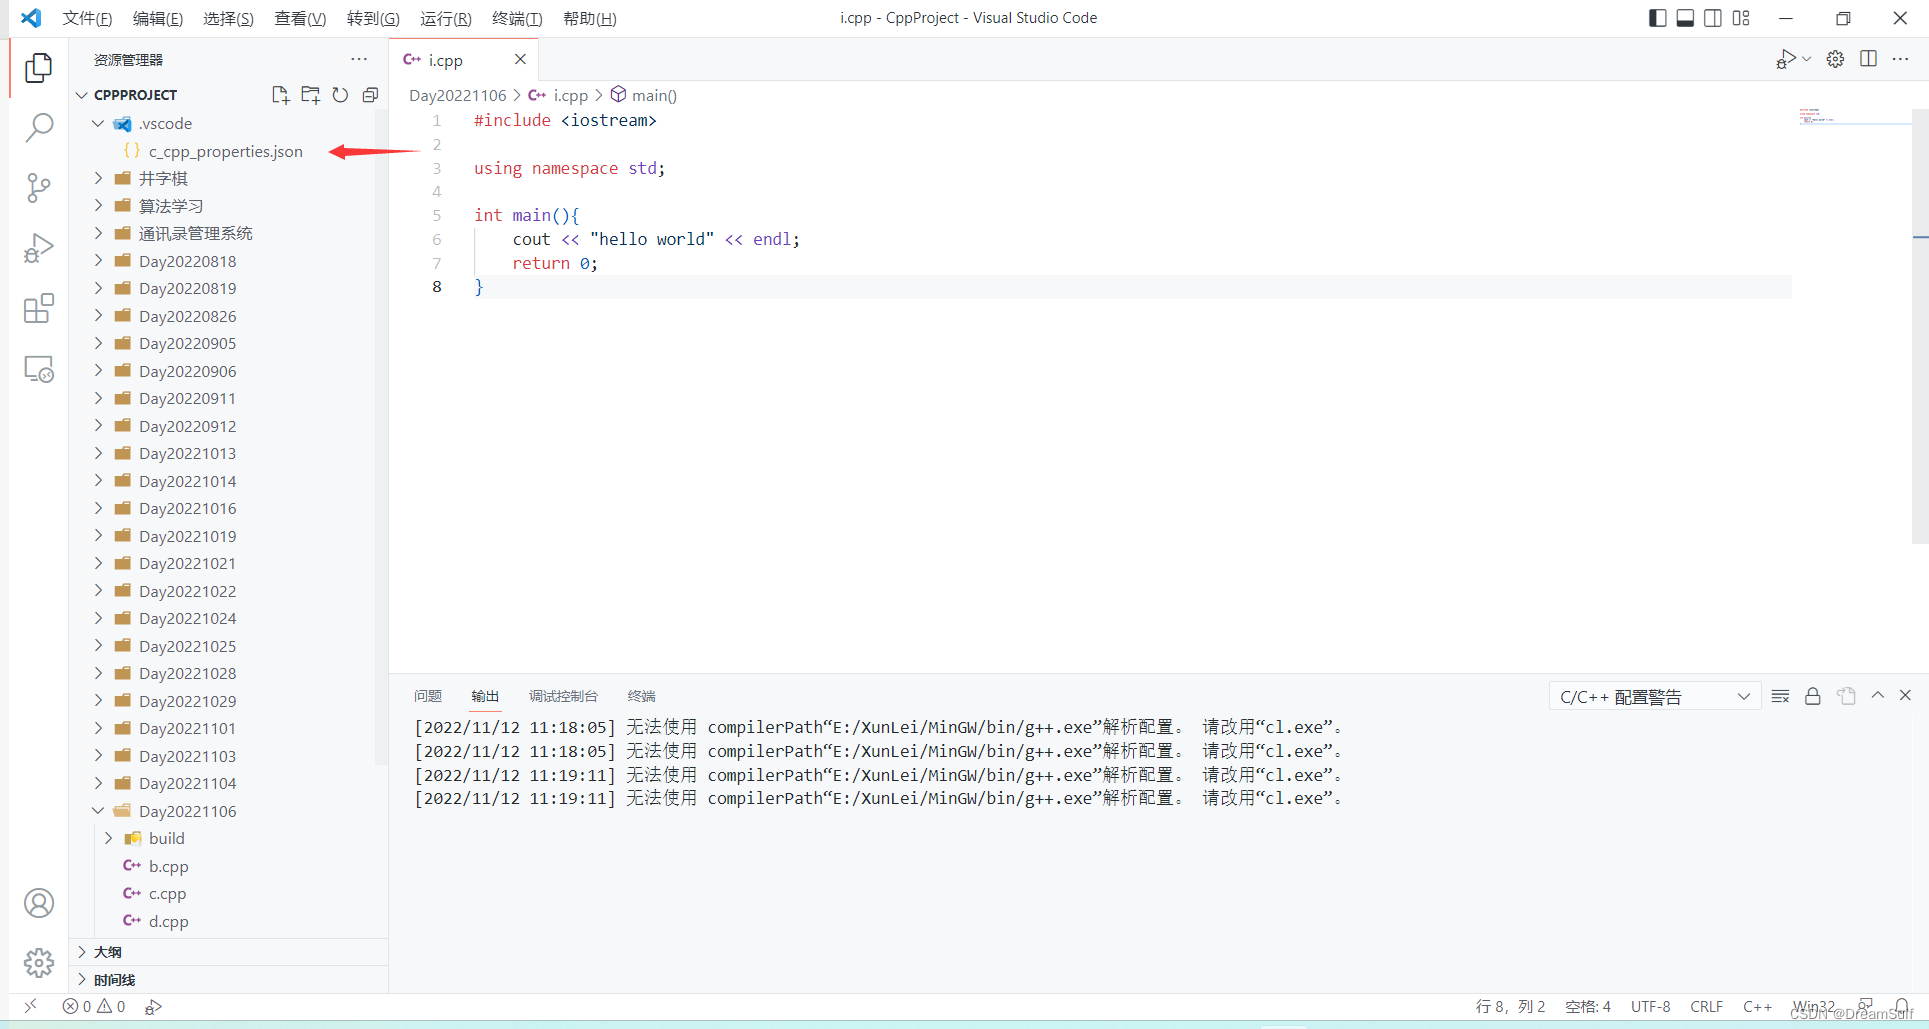 文件(F) 编辑(E) 选择(S) 查看(V) 转到(G) 运行(R) 终端(T) 帮助(H)
i.cpp - CppProject - Visual Studio Code
资源管理器
CPPPROJECT
.vscode
c_cpp_properties.json
井字棋
算法学习
通讯录管理系统
Day20220818
Day20220819
Day20220826
Day20220905
Day20220906
Day20220911
Day20220912
Day20221013
Day20221014
Day20221016
Day20221019
Day20221021
Day20221022
Day20221024
Day20221025
Day20221028
Day20221029
Day20221101
Day20221103
Day20221104
Day20221106
build
b.cpp
c.cpp
d.cpp
大纲
时间线
i.cpp
Day20221106 > i.cpp > main()
1 #include <iostream>
2
3 using namespace std;
4
5 int main(){
6 cout << "hello world" << endl;
7 return 0;
8 }
问题 输出 调试控制台 终端
C/C++ 配置警告
[2022/11/12 11:18:05] 无法使用 compilerPath“E:/XunLei/MinGW/bin/g++.exe”解析配置。 请改用“cl.exe”。
[2022/11/12 11:18:05] 无法使用 compilerPath“E:/XunLei/MinGW/bin/g++.exe”解析配置。 请改用“cl.exe”。
[2022/11/12 11:19:11] 无法使用 compilerPath“E:/XunLei/MinGW/bin/g++.exe”解析配置。 请改用“cl.exe”。
[2022/11/12 11:19:11] 无法使用 compilerPath“E:/XunLei/MinGW/bin/g++.exe”解析配置。 请改用“cl.exe”。
0 0
行 8，列 2 空格: 4 UTF-8 CRLF C++ Win32
CSDN @DreamSuff